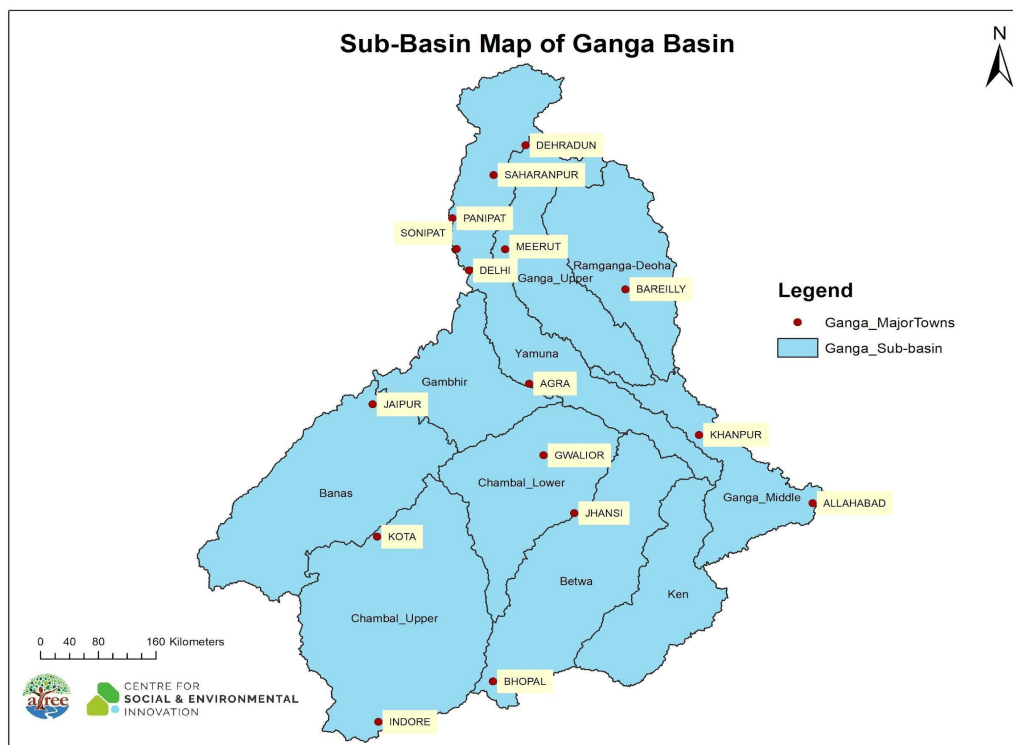 Sub-Basin Map of Ganga Basin
N
DEHRADUN
SAHARANPUR
PANIPAT
SONIPAT
MEERUT
DELHI
Ramganga-Deoha
Ganga_Upper
BAREILLY
Legend
Ganga_MajorTowns
Ganga_Sub-basin
Yamuna
Gambhir
AGRA
JAIPUR
KHANPUR
GWALIOR
Chambal_Lower
Banas
Ganga_Middle
ALLAHABAD
JHANSI
KOTA
Betwa
Ken
Chambal_Upper
0 40 80 160 Kilometers
BHOPAL
atree
CENTRE FOR
SOCIAL & ENVIRONMENTAL
INNOVATION
INDORE